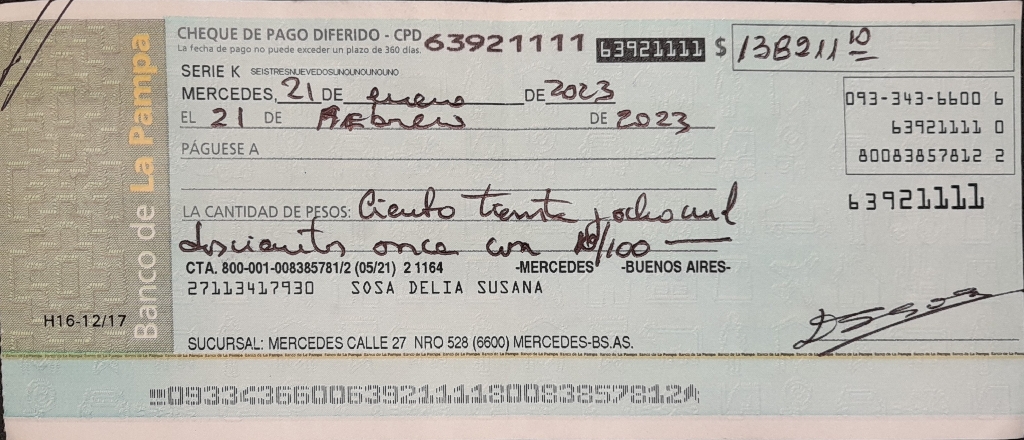 CHEQUE DE PAGO DIFERIDO - CPD 63921111 63921111 $ 138211 10
La fecha de pago no puede exceder un plazo de 360 días.
SERIE K SEISTRESNUEVEDOSUNOUNOUNOUNO
MERCEDES, 21 DE enero DE 2023
EL 21 DE Febrero DE 2023
PÁGUESE A
093-343-6600 6
63921111 0
80083857812 2
63921111
LA CANTIDAD DE PESOS: Ciento treinta y ocho mil
doscientos once con 10/100
CTA. 800-001-008385781/2 (05/21) 2 1164 -MERCEDES -BUENOS AIRES-
27113417930 SOSA DELIA SUSANA
H16-12/17
Banco de La Pampa
SUCURSAL: MERCEDES CALLE 27 NRO 528 (6600) MERCEDES-BS.AS.
09334366006392111180083857812